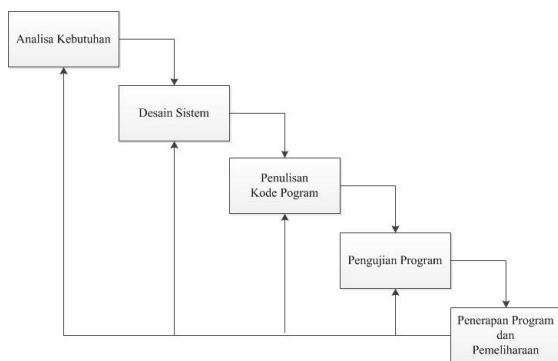 Analisa Kebutuhan
Desain Sistem
Penulisan
Kode Pogram
Pengujian Program
Penerapan Program
dan
Pemeliharaan